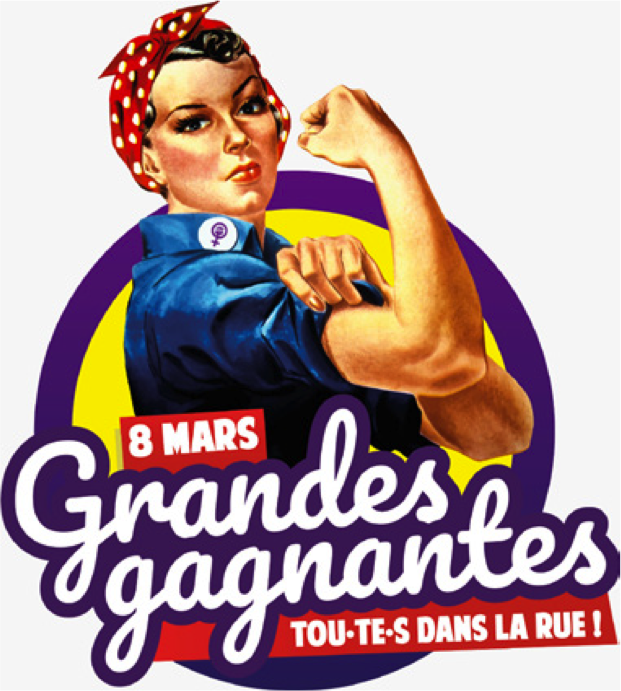 8 MARS
Grandes
gagnantes
TOU•TE•S DANS LA RUE !